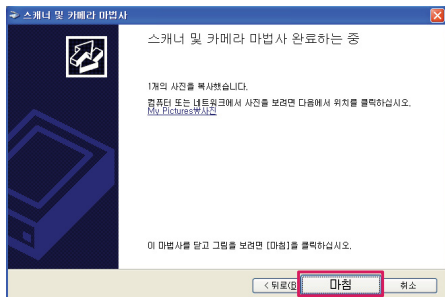 스캐너 및 카메라 마법사
스캐너 및 카메라 마법사 완료하는 중
1개의 사진을 복사했습니다.
컴퓨터 또는 네트워크에서 사진을 보려면 다음에서 위치를 클릭하십시오.
My Pictures₩사진
이 마법사를 닫고 그림을 보려면 [마침]을 클릭하십시오.
< 뒤로(B 마침 취소